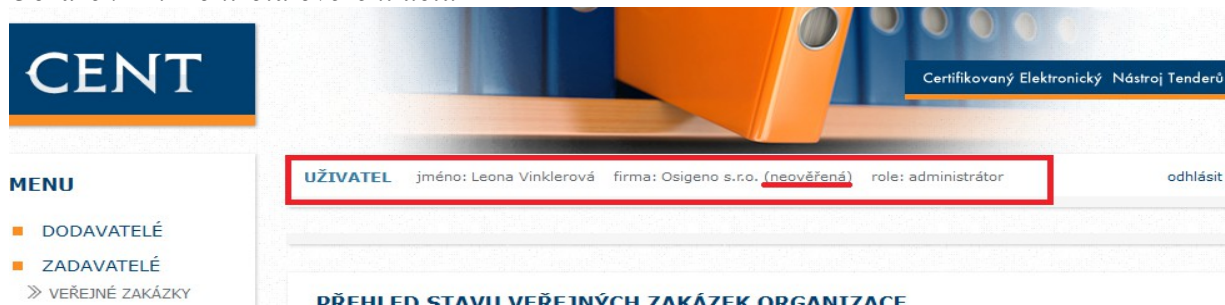 CENT
Certifikovaný Elektronický Nástroj Tenderů
MENU
UŽIVATEL jméno: Leona Vinklerová firma: Osigeno s.r.o. (neověřená) role: administrátor odhlásit
DODAVATELÉ
ZADAVATELÉ
VEŘEJNÉ ZAKÁZKY
PŘEHLED STAVU VEŘEJNÝCH ZAKÁZEK ORGANIZACE